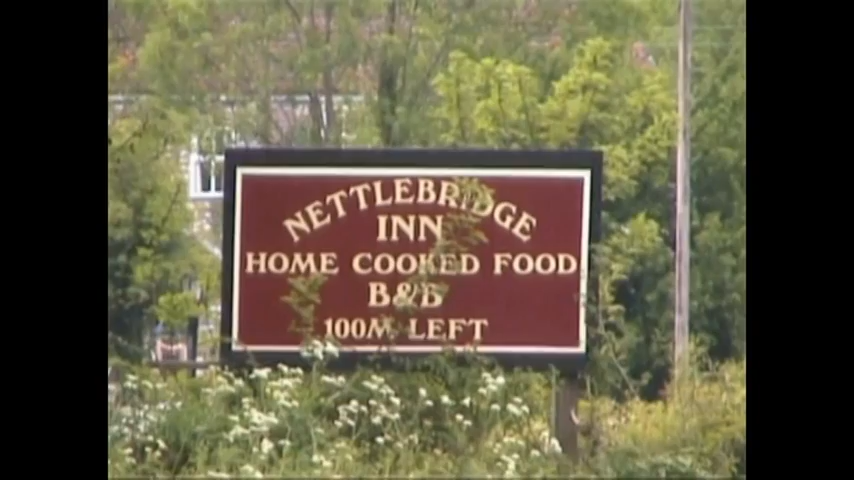 NETTLEBRIDGE
INN
HOME COOKED FOOD
B&B
100M LEFT